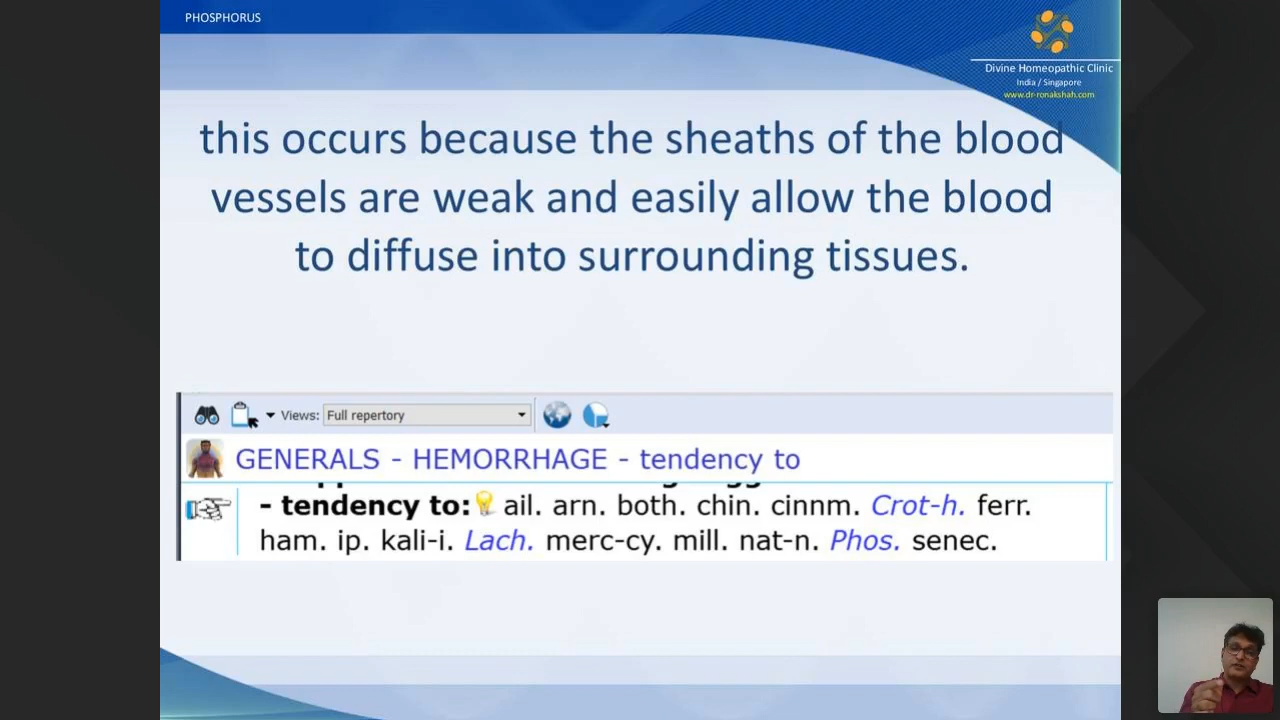 PHOSPHORUS
Divine Homeopathic Clinic
India / Singapore
www.dr-ronakshah.com
this occurs because the sheaths of the blood
vessels are weak and easily allow the blood
to diffuse into surrounding tissues.
Views: Full repertory
GENERALS - HEMORRHAGE - tendency to
- tendency to: ail. arn. both. chin. cinnm. Crot-h. ferr.
ham. ip. kali-i. Lach. merc-cy. mill. nat-n. Phos. senec.